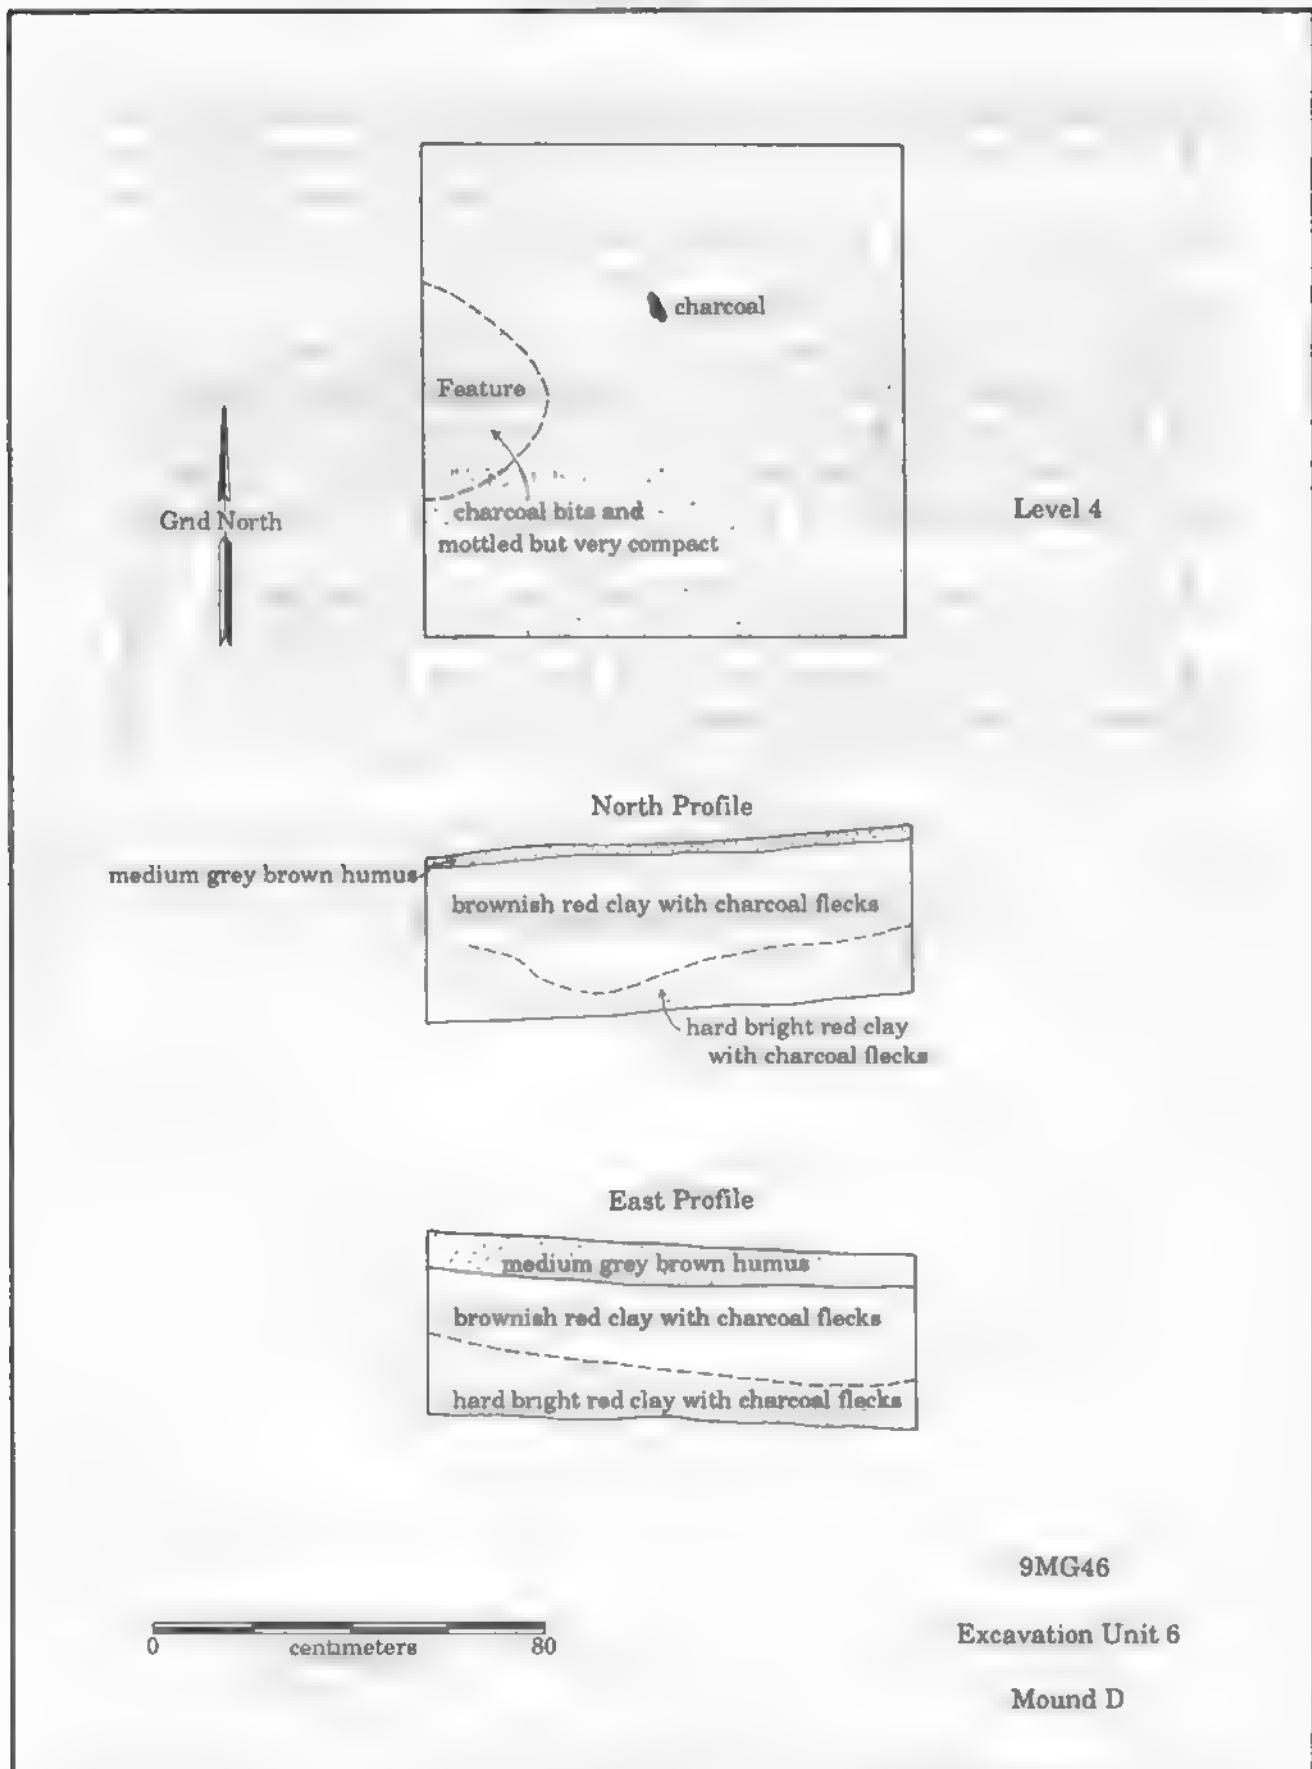 charcoal
Feature
Grid North
Level 4
charcoal bits and
mottled but very compact
North Profile
medium grey brown humus
brownish red clay with charcoal flecks
hard bright red clay
with charcoal flecks
East Profile
medium grey brown humus
brownish red clay with charcoal flecks
hard bright red clay with charcoal flecks
9MG46
0 centimeters 80
Excavation Unit 6
Mound D